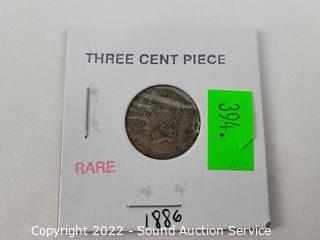 THREE CENT PIECE
394.
RARE
1886
Copyright 2022 - Sound Auction Service